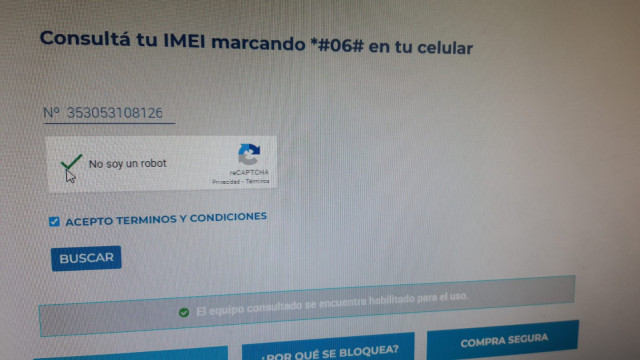 Consultá tu IMEI marcando *#06# en tu celular
Nº 353053108126
No soy un robot
reCAPTCHA
Privacidad - Términos
ACEPTO TERMINOS Y CONDICIONES
BUSCAR
El equipo consultado se encuentra habilitado para el uso.
¿POR QUÉ SE BLOQUEA?
COMPRA SEGURA